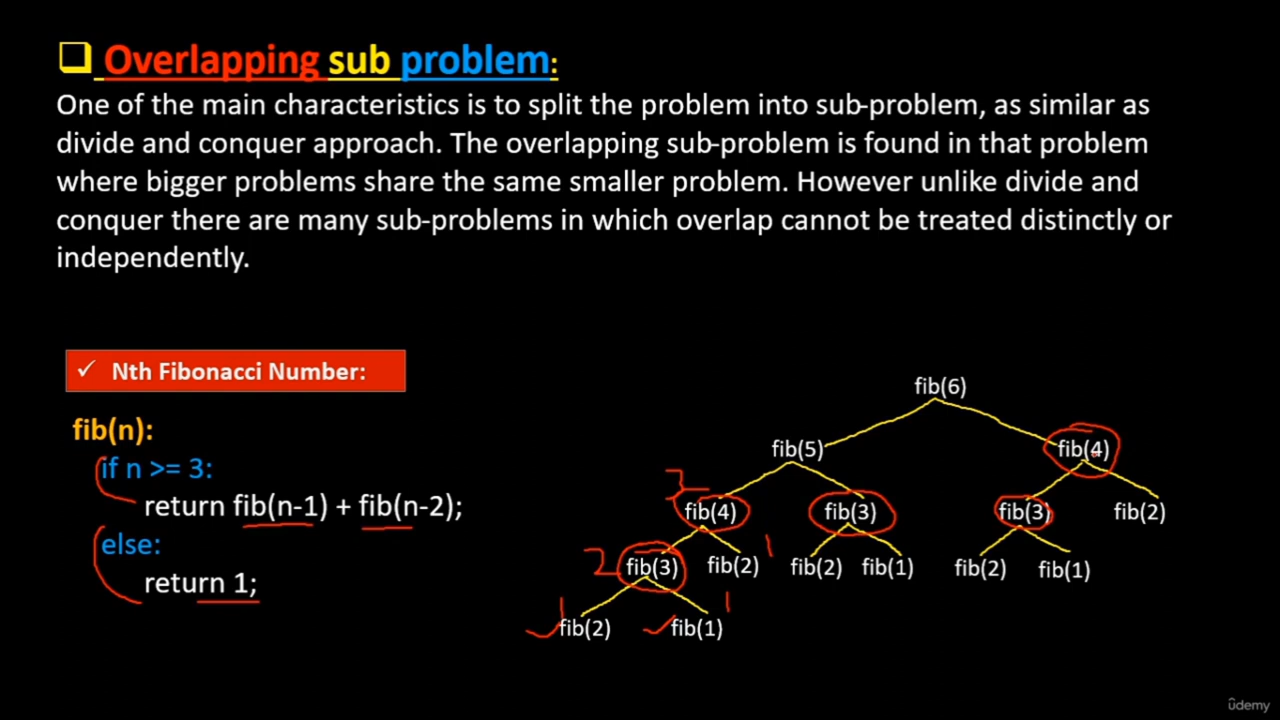 Overlapping sub problem:
One of the main characteristics is to split the problem into sub-problem, as similar as
divide and conquer approach. The overlapping sub-problem is found in that problem
where bigger problems share the same smaller problem. However unlike divide and
conquer there are many sub-problems in which overlap cannot be treated distinctly or
independently.
✓ Nth Fibonacci Number:
fib(n):
if n >= 3:
return fib(n-1) + fib(n-2);
else:
return 1;
fib(6)
fib(5) fib(4)
3
fib(4) fib(3) fib(3) fib(2)
2 fib(3) fib(2) 1 fib(2) fib(1) fib(2) fib(1)
1 1
fib(2) fib(1)
ûdemy